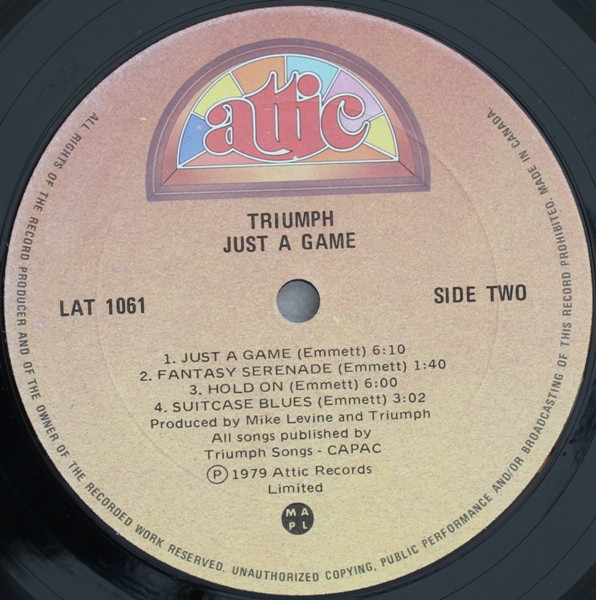 attic
TRIUMPH
JUST A GAME
LAT 1061
SIDE TWO
1. JUST A GAME (Emmett) 6:10
2. FANTASY SERENADE (Emmett) 1:40
3. HOLD ON (Emmett) 6:00
4. SUITCASE BLUES (Emmett) 3:02
Produced by Mike Levine and Triumph
All songs published by
Triumph Songs - CAPAC
Ⓟ 1979 Attic Records
Limited
M A
P L
ALL RIGHTS OF THE RECORD PRODUCER AND OF THE OWNER OF THE RECORDED WORK RESERVED. UNAUTHORIZED COPYING, PUBLIC PERFORMANCE AND/OR BROADCASTING OF THIS RECORD PROHIBITED. MADE IN CANADA.